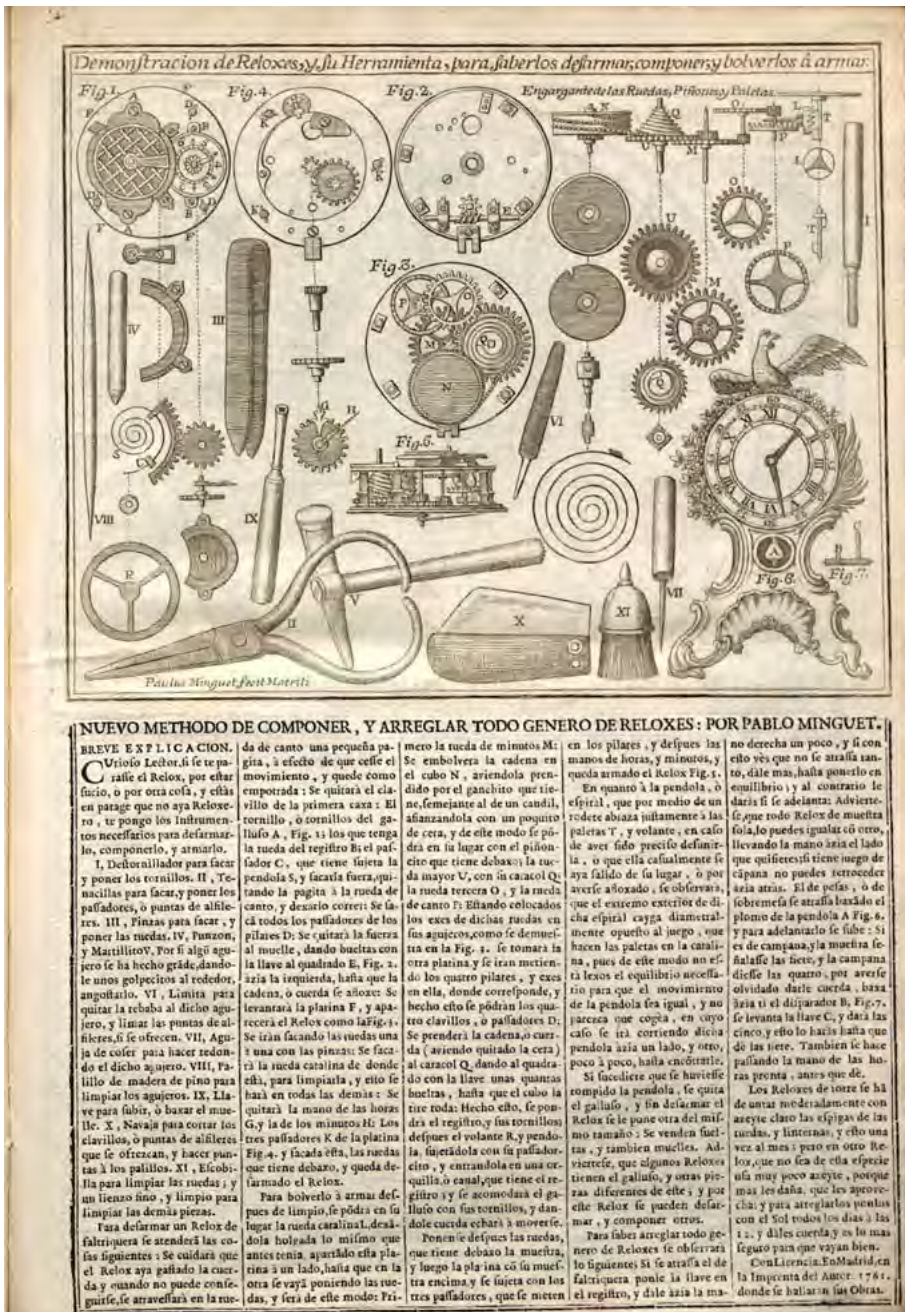 Demonstracion de Reloxes, y su Herramienta, para saberlos desarmar, componer, y bolverlos â armar.
Fig. 1.
Fig. 4.
Fig. 2.
Engargante de las Ruedas, Piñones, y Paletas
Fig. 3.
Fig. 6.
Fig. 8.
Fig. 7.
I
II
III
IV
V
VI
VII
VIII
IX
X
XI
Paulus Minguet fecit Matriti
NUEVO METHODO DE COMPONER, Y ARREGLAR TODO GENERO DE RELOXES: POR PABLO MINGUET.
BREVE EXPLICACION.
CUrioso Lector, si se te pa-
rasse el Relox, por estar
sucio, ò por otra cosa, y estàs
en parage que no aya Reloxe-
ro, te pongo los Instrumen-
tos necessarios para desarmar-
lo, componerlo, y armarlo.
I, Destornillador para sacar
y poner los tornillos. II, Te-
nacillas para sacar, y poner los
passadores, ò puntas de alfile-
res. III, Pinzas para sacar, y
poner las ruedas. IV, Punzon,
y Martillito V. Por si algũ agu-
jero se ha hecho grãde, dando-
le unos golpecitos al rededor,
angostarlo. VI, Limita para
quitar la rebaba al dicho agu-
jero, y limar las puntas de al-
fileres, si se ofrecen. VII, Agu-
ja de coser para hacer redon-
do el dicho agujero. VIII, Pa-
lillo de madera de pino para
limpiar los agujeros. IX, Lla-
ve para subir, ò baxar el mue-
lle. X, Navaja para cortar los
clavillos, ò puntas de alfileres
que se ofrezcan, y hacer pun-
tas à los palillos. XI, Escobi-
lla para limpiar las ruedas; y
un lienzo fino, y limpio para
limpiar las demàs piezas.
Para desarmar un Relox de
faltriquera se atenderà las co-
sas siguientes: Se cuidarà que
el Relox aya gastado la cuer-
da y quando no puede conse-
guirse, se atravessarà en la rue-
da de canto una pequeña pa-
gita, à efecto de que cesse el
movimiento, y quede como
empotrada: Se quitarà el cla-
villo de la primera caxa: El
tornillo, ò tornillos del ga-
lluso A, Fig. 1; los que tenga
la rueda del registro B; el pas-
sador C, que tiene sujeta la
pendola S, y sacarla fuera, qui-
tando la pagita à la rueda de
canto, y dexarlo correr: Se sa-
cà todos los passadores de los
pilares D: Se quitarà la fuerza
al muelle, dando bueltas con
la llave al quadrado E, Fig. 2.
àzia la izquierda, hasta que la
cadena, ò cuerda se añoxe: Se
levantarà la platina F, y apa-
recerà el Relox como la Fig. 3.
Se iràn sacando las ruedas una
à una con las pinzas: Se saca-
rà la rueda catalina de donde
està, para limpiarla, y esto se
harà en todas las demàs: Se
quitarà la mano de las horas
G, y la de los minutos H: Los
tres passadores K de la platina
Fig. 4. y sacada esta, las ruedas
que tiene debaxo, y queda de-
sarmado el Relox.
Para bolverlo à armar des-
pues de limpio, se põdrà en su
lugar la rueda catalina L, dexã-
dola holgada lo mismo que
antes tenia, apartãdo esta pla-
tina à un lado, hasta que en la
otra se vayã poniendo las rue-
das, y serà de este modo: Pri-
mero la rueda de minutos M:
Se embolverà la cadena en
el cubo N, aviendola pren-
dido por el ganchito que tie-
ne, semejante al de un candil,
afianzandola con un poquito
de cera, y de este modo se põ-
drà en su lugar con el piñon-
cito que tiene debaxo; la rue-
da mayor U, con su caracol Q;
la rueda tercera O, y la rueda
de canto P: Estando colocados
los exes de dichas ruedas en
sus agujeros, como se demues-
tra en la Fig. 2. se tomarà la
otra platina, y se iràn metien-
do los quatro pilares, y exes
en ella, donde corresponde, y
hecho esto se põdràn los qua-
tro clavillos, ò passadores D;
Se prenderà la cadena, ò cuer-
da (aviendo quitado la cera)
al caracol Q, dando al quadra-
do con la llave unas quantas
bueltas, hasta que el cubo la
tire toda: Hecho esto, se pon-
drà el registro, y sus tornillos;
despues el volante R, y pendo-
la, sujetãdola con su passador-
cito, y entrandola en una or-
quilla, ò canal, que tiene el re-
gistro; y se acomodarà el ga-
lluso con sus tornillos, y dan-
dole cuerda echarà à moverse.
Ponense despues las ruedas,
que tiene debaxo la muestra,
y luego la platina cõ su mues-
tra encima, y se sujeta con los
tres passadores, que se meten
en los pilares, y despues las
manos de horas, y minutos, y
queda armado el Relox Fig. 1.
En quanto à la pendola, ò
espiral, que por medio de un
rodete abraza justamente à las
paletas T, y volante, en caso
de aver sido preciso desunir-
la, ò que ella casualmente se
aya salido de su lugar, ò por
averse añoxado, se observarà,
que el extremo exterior de di-
cha espiral cayga diametral-
mente opuesto al juego, que
hacen las paletas en la catali-
na, pues de este modo no es-
tà lexos el equilibrio necessa-
rio para que el movimiento
de la pendola sea igual, y no
parezca que cogea, en cuyo
caso se irà corriendo dicha
pendola àzia un lado, y otro,
poco à poco, hasta encõtrarle.
Si sucediere que se huviesse
rompido la pendola, se quita
el galluso, y sin desarmar el
Relox se le pone otra del mis-
mo tamaño: Se venden suel-
tas, y tambien muelles. Ad-
viertese, que algunos Reloxes
tienen el galluso, y otras pie-
zas diferentes de este; y por
este Relox se pueden desar-
mar, y componer otros.
Para saber arreglar todo ge-
nero de Reloxes se observarà
lo siguiente: Si se atrassa el de
faltriquera ponle la llave en
el registro, y dale àzia la ma-
no derecha un poco, y si con
esto vès que no se atrassa tan-
to, dàle mas, hasta ponerlo en
equilibrio; y al contrario le
daràs si se adelanta: Advierte-
se, que todo Relox de muestra
sola, lo puedes igualar cõ otro,
llevando la mano àzia el lado
que quisieres; si tiene juego de
cãpana no puedes terroceder
àzia atràs. El de pesas, ò de
sobremesa se atrassa baxãdo el
plomo de la pendola A Fig. 6.
y para adelantarlo se sube: Si
es de campana, y la muestra se-
ñalasse las siete, y la campana
diesse las quatro, por averse
olvidado darle cuerda, baxa
àzia ti el disparador B, Fig. 7.
se levanta la llave C, y darà las
cinco, y esto lo haràs hasta que
dè las siete. Tambien se hace
passando la mano de las ho-
ras prenta, antes que dè.
Los Reloxes de torre se hã
de untar moderadamente con
azeyte claro las espigas de las
ruedas, y linternas, y esto una
vez al mes; pero en otro Re-
lox, que no sea de esta especie
usa muy poco azeyte, porque
mas les daña, que les aprove-
cha: y para arreglarlos ponlos
con el Sol todos los dias à las
12. y dàles cuerda, y es lo mas
seguro para que vayan bien.
Con Licencia. En Madrid, en
la Imprenta del Autor. 1761.
donde se hallaràn sus Obras.